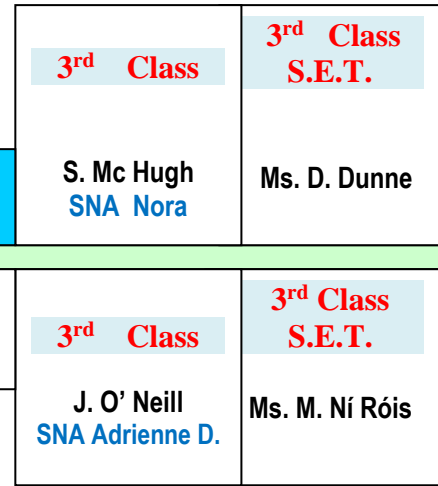 3rd Class
S. Mc Hugh
SNA Nora
3rd Class
S.E.T.
Ms. D. Dunne
3rd Class
J. O' Neill
SNA Adrienne D.
3rd Class
S.E.T.
Ms. M. Ní Róis